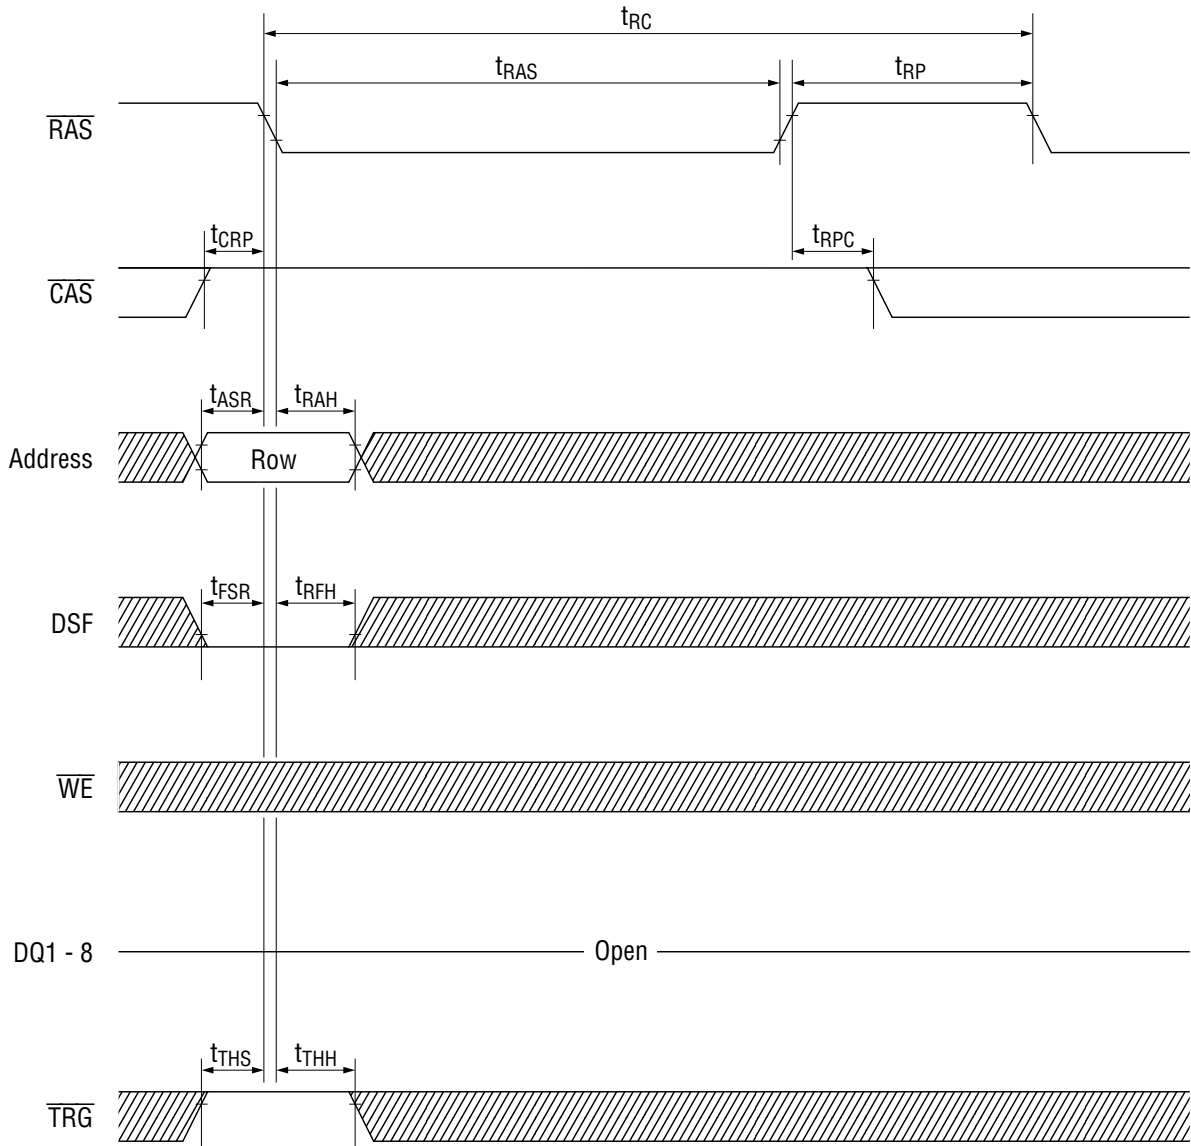 tRC
tRAS tRP
RAS
tCRP tRPC
CAS
tASR tRAH
Address Row
tFSR tRFH
DSF
WE
DQ1 - 8 Open
tTHS tTHH
TRG